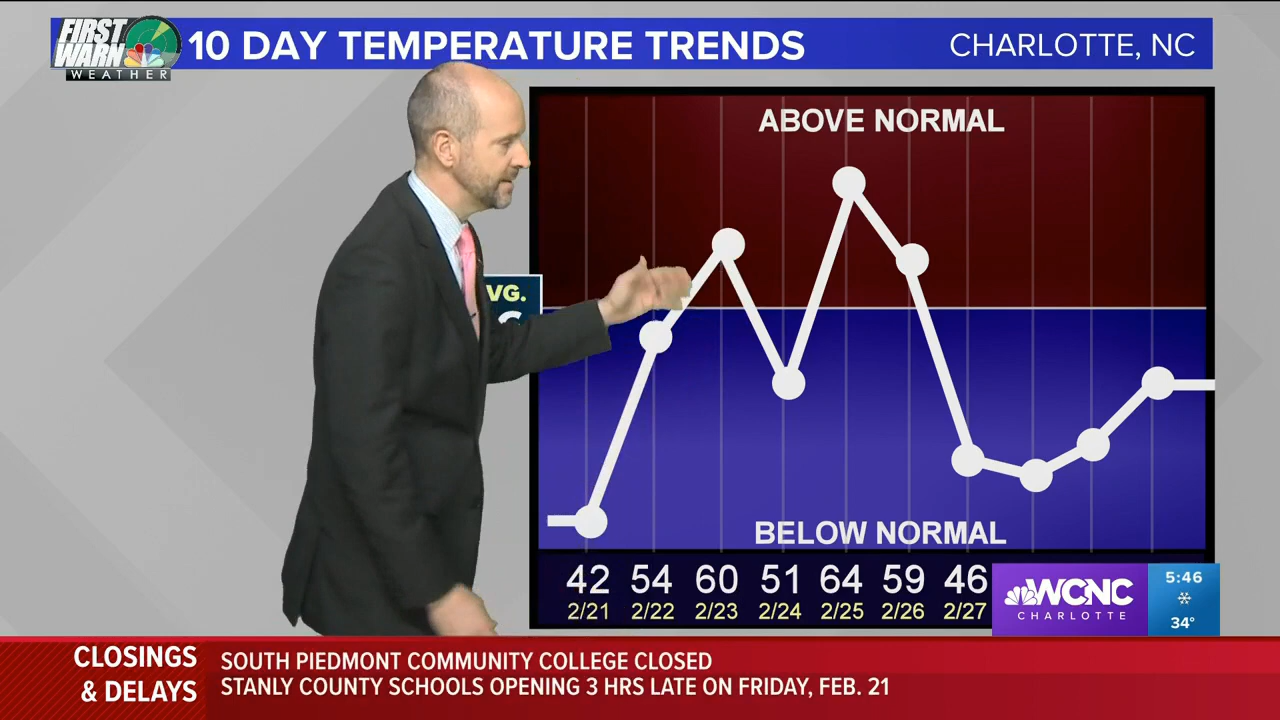 FIRST
WARN
WEATHER
10 DAY TEMPERATURE TRENDS
CHARLOTTE, NC
ABOVE NORMAL
VG.
BELOW NORMAL
42 54 60 51 64 59 46
2/21 2/22 2/23 2/24 2/25 2/26 2/27
WCNC
CHARLOTTE
5:46
34°
CLOSINGS
& DELAYS
SOUTH PIEDMONT COMMUNITY COLLEGE CLOSED
STANLY COUNTY SCHOOLS OPENING 3 HRS LATE ON FRIDAY, FEB. 21